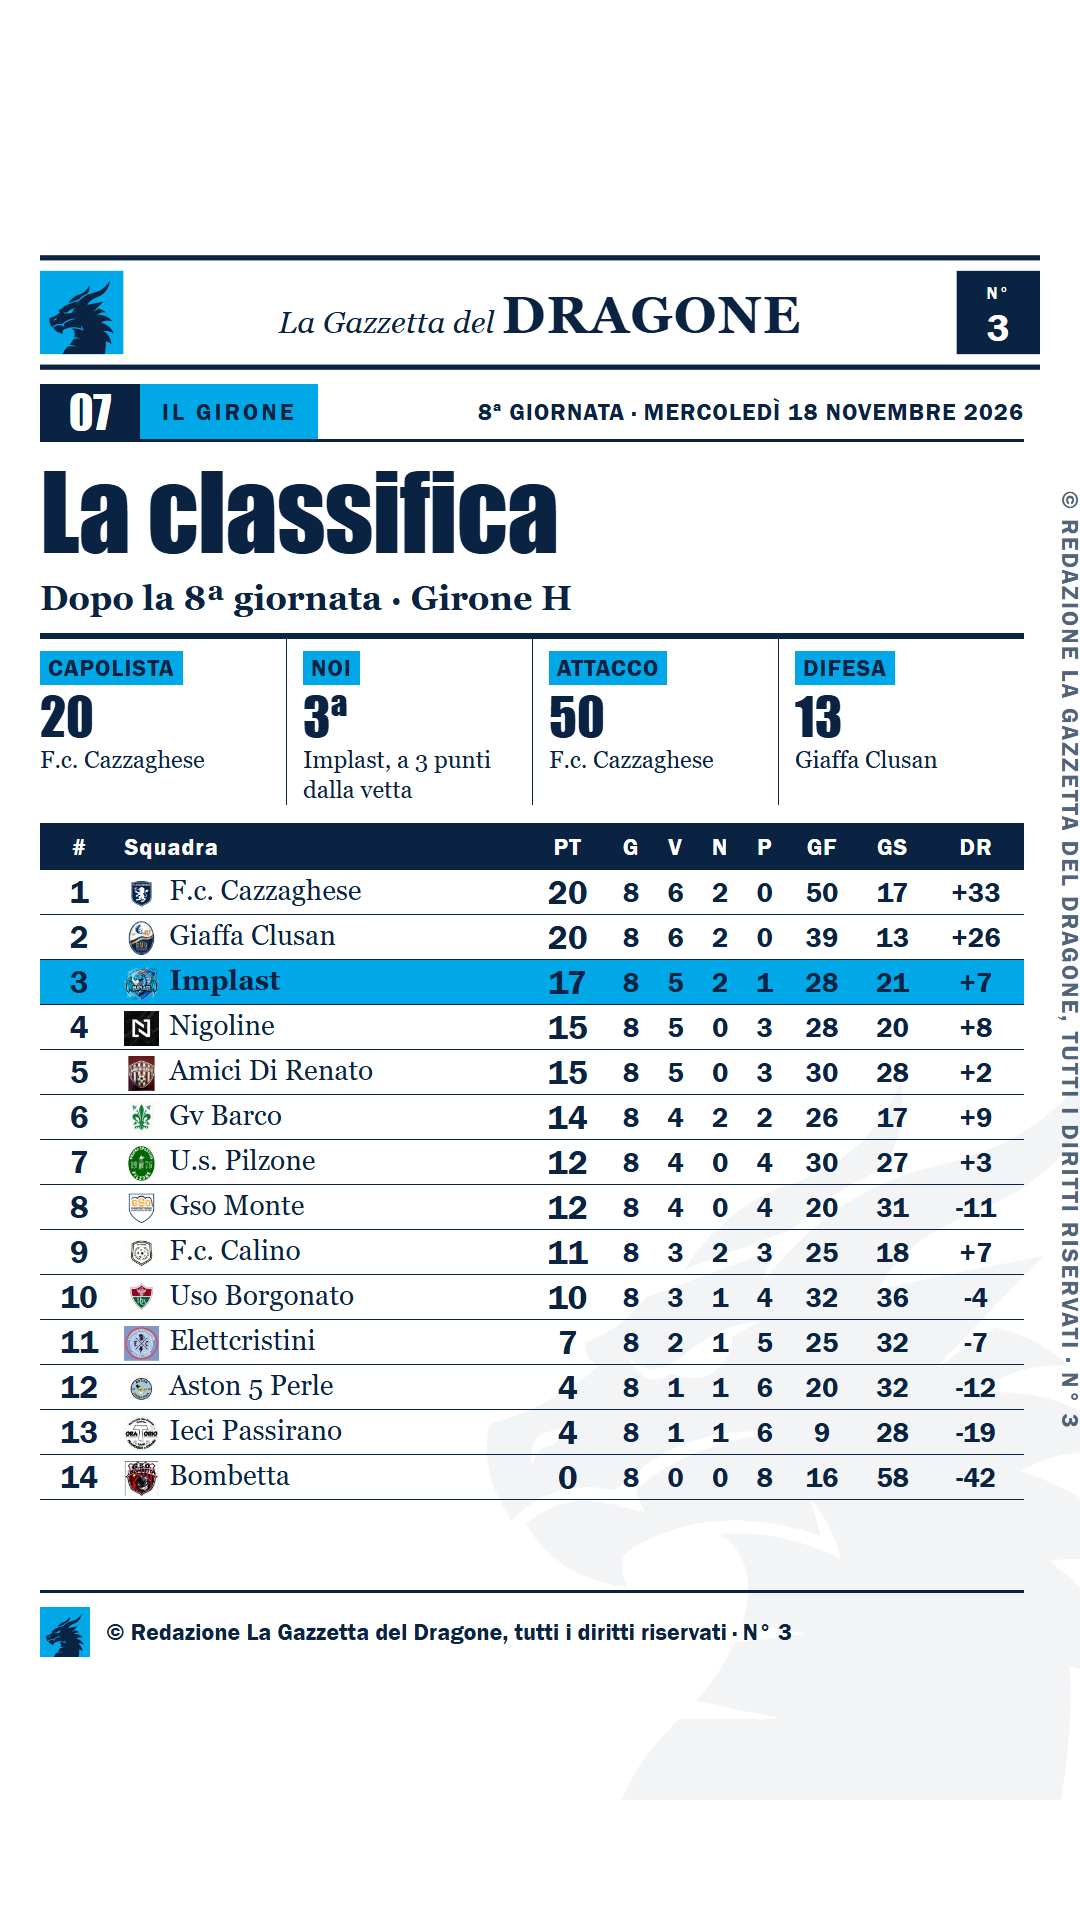 La Gazzetta del DRAGONE
N°
3
07 IL GIRONE
8ª GIORNATA · MERCOLEDÌ 18 NOVEMBRE 2026
La classifica
Dopo la 8ª giornata · Girone H
CAPOLISTA
20
F.c. Cazzaghese
NOI
3ª
Implast, a 3 punti
dalla vetta
ATTACCO
50
F.c. Cazzaghese
DIFESA
13
Giaffa Clusan
# Squadra PT G V N P GF GS DR
1 F.c. Cazzaghese 20 8 6 2 0 50 17 +33
2 Giaffa Clusan 20 8 6 2 0 39 13 +26
3 Implast 17 8 5 2 1 28 21 +7
4 Nigoline 15 8 5 0 3 28 20 +8
5 Amici Di Renato 15 8 5 0 3 30 28 +2
6 Gv Barco 14 8 4 2 2 26 17 +9
7 U.s. Pilzone 12 8 4 0 4 30 27 +3
8 Gso Monte 12 8 4 0 4 20 31 -11
9 F.c. Calino 11 8 3 2 3 25 18 +7
10 Uso Borgonato 10 8 3 1 4 32 36 -4
11 Elettcristini 7 8 2 1 5 25 32 -7
12 Aston 5 Perle 4 8 1 1 6 20 32 -12
13 Ieci Passirano 4 8 1 1 6 9 28 -19
14 Bombetta 0 8 0 0 8 16 58 -42
© Redazione La Gazzetta del Dragone, tutti i diritti riservati · N° 3
© REDAZIONE LA GAZZETTA DEL DRAGONE, TUTTI I DIRITTI RISERVATI · N° 3